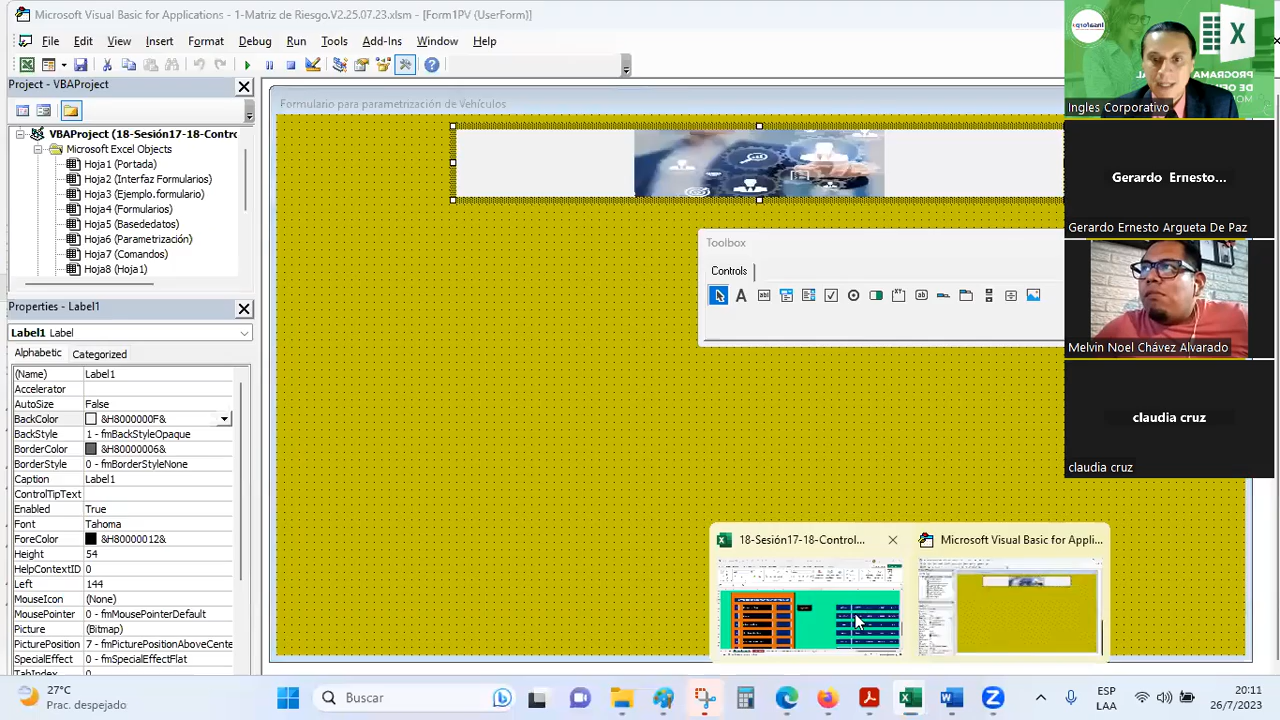 Microsoft Visual Basic for Applications - 1-Matriz de Riesgo.V2.25.07.23.xlsm - [Form1PV (UserForm)]
File Edit View Insert Format Debug Run Tools Window Help
Project - VBAProject
VBAProject (18-Sesión17-18-Contro
Microsoft Excel Objetos
Hoja1 (Portada)
Hoja2 (Interfaz Formularios)
Hoja3 (Ejemplo.formulario)
Hoja4 (Formularios)
Hoja5 (Basededatos)
Hoja6 (Parametrización)
Hoja7 (Comandos)
Hoja8 (Hoja1)
Properties - Label1
Label1 Label
Alphabetic Categorized
(Name) Label1
Accelerator
AutoSize False
BackColor &H8000000F&
BackStyle 1 - fmBackStyleOpaque
BorderColor &H80000006&
BorderStyle 0 - fmBorderStyleNone
Caption Label1
ControlTipText
Enabled True
Font Tahoma
ForeColor &H80000012&
Height 54
HelpContextID 0
Left 144
MouseIcon (None)
MousePointer 0 - fmMousePointerDefault
Picture (Bitmap)
7 - fmPicturePositionAboveCente
SpecialEffect 0 - fmSpecialEffectFlat
TabIndex 0
Formulario para parametrización de Vehículos
Toolbox
Controls
PROGRAMA
Ingles Corporativo
Gerardo Ernesto...
Gerardo Ernesto Argueta De Paz
Melvin Noel Chávez Alvarado
claudia cruz
claudia cruz
18-Sesión17-18-Control...
Microsoft Visual Basic for Appli...
27°C
rac. despejado
Buscar
ESP
LAA
20:11
26/7/2023